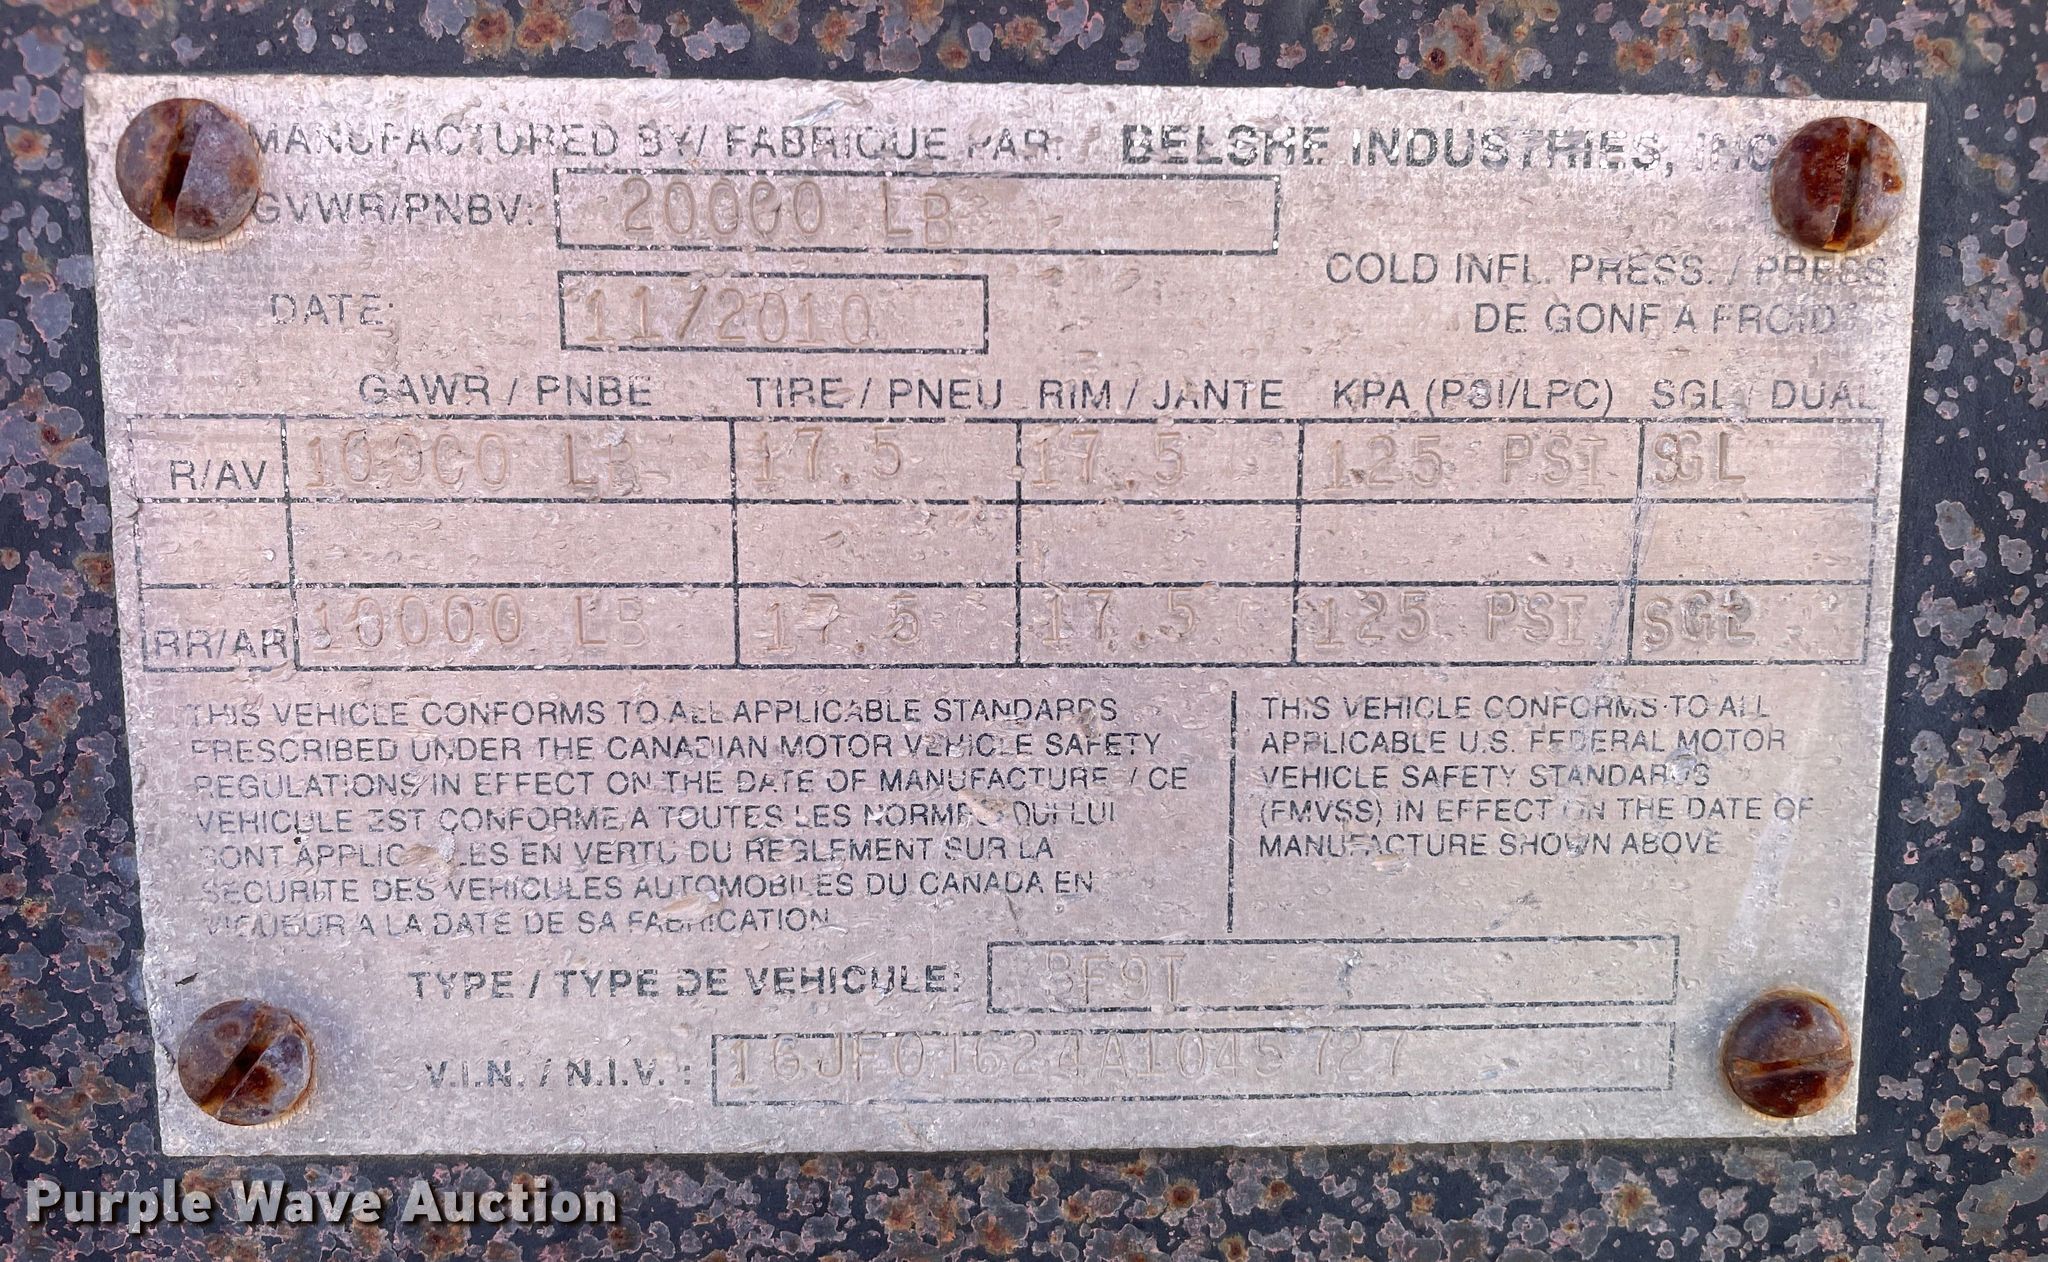 MANUFACTURED BY/ FABRIQUE PAR: BELSHE INDUSTRIES, INC
GVWR/PNBV: 20000 LB
COLD INFL. PRESS. / PRESS.
DATE: 11/2010
DE GONF A FROID
GAWR / PNBE TIRE / PNEU RIM / JANTE KPA (PSI/LPC) SGL / DUAL
R/AV 10000 LB 17.5 17.5 125 PSI SGL
RR/AR 10000 LB 17.5 17.5 125 PSI SGL
THIS VEHICLE CONFORMS TO ALL APPLICABLE STANDARDS
PRESCRIBED UNDER THE CANADIAN MOTOR VEHICLE SAFETY
REGULATIONS IN EFFECT ON THE DATE OF MANUFACTURE / CE
VEHICULE EST CONFORME A TOUTES LES NORMES QUI LUI
SONT APPLICABLES EN VERTU DU REGLEMENT SUR LA
SECURITE DES VEHICULES AUTOMOBILES DU CANADA EN
VIGUEUR A LA DATE DE SA FABRICATION
THIS VEHICLE CONFORMS TO ALL
APPLICABLE U.S. FEDERAL MOTOR
VEHICLE SAFETY STANDARDS
(FMVSS) IN EFFECT ON THE DATE OF
MANUFACTURE SHOWN ABOVE
TYPE / TYPE DE VEHICULE:
V.I.N. / N.I.V. : 16JF01624A1045727
Purple Wave Auction